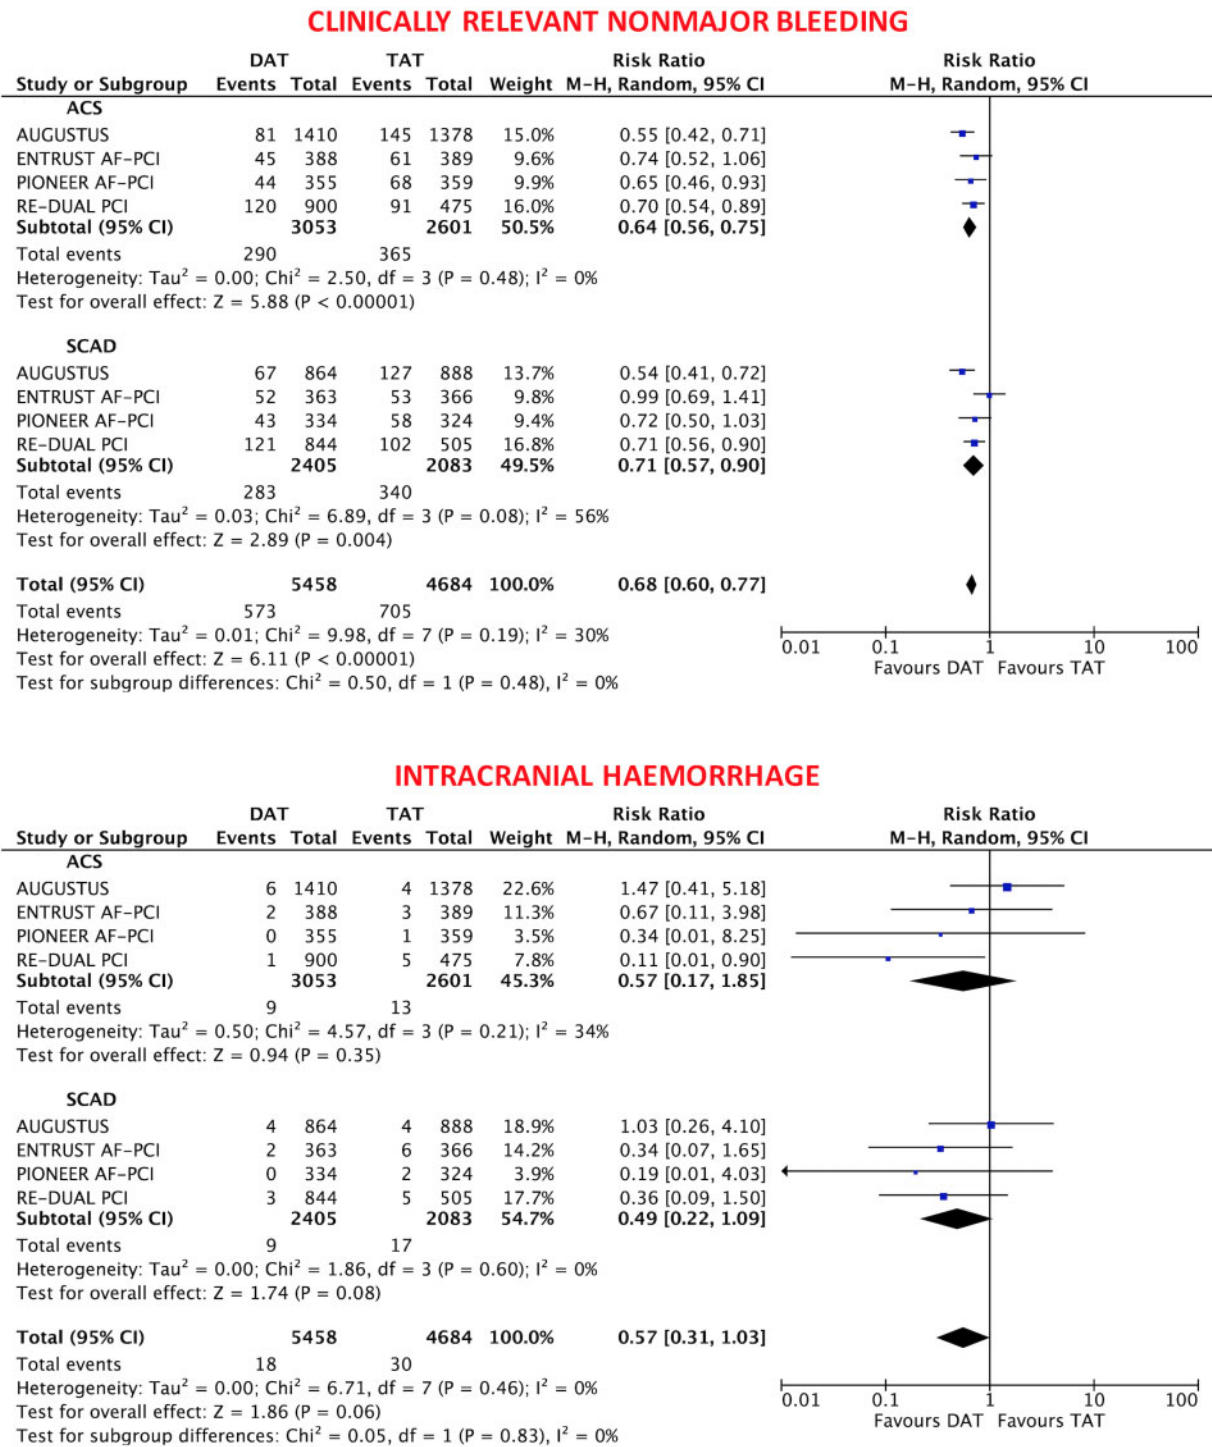 CLINICALLY RELEVANT NONMAJOR BLEEDING
DAT TAT Risk Ratio Risk Ratio
Study or Subgroup Events Total Events Total Weight M-H, Random, 95% CI M-H, Random, 95% CI
ACS
AUGUSTUS 81 1410 145 1378 15.0% 0.55 [0.42, 0.71]
ENTRUST AF-PCI 45 388 61 389 9.6% 0.74 [0.52, 1.06]
PIONEER AF-PCI 44 355 68 359 9.9% 0.65 [0.46, 0.93]
RE-DUAL PCI 120 900 91 475 16.0% 0.70 [0.54, 0.89]
Subtotal (95% CI) 3053 2601 50.5% 0.64 [0.56, 0.75]
Total events 290 365
Heterogeneity: Tau² = 0.00; Chi² = 2.50, df = 3 (P = 0.48); I² = 0%
Test for overall effect: Z = 5.88 (P < 0.00001)
SCAD
AUGUSTUS 67 864 127 888 13.7% 0.54 [0.41, 0.72]
ENTRUST AF-PCI 52 363 53 366 9.8% 0.99 [0.69, 1.41]
PIONEER AF-PCI 43 334 58 324 9.4% 0.72 [0.50, 1.03]
RE-DUAL PCI 121 844 102 505 16.8% 0.71 [0.56, 0.90]
Subtotal (95% CI) 2405 2083 49.5% 0.71 [0.57, 0.90]
Total events 283 340
Heterogeneity: Tau² = 0.03; Chi² = 6.89, df = 3 (P = 0.08); I² = 56%
Test for overall effect: Z = 2.89 (P = 0.004)
Total (95% CI) 5458 4684 100.0% 0.68 [0.60, 0.77]
Total events 573 705
Heterogeneity: Tau² = 0.01; Chi² = 9.98, df = 7 (P = 0.19); I² = 30%
Test for overall effect: Z = 6.11 (P < 0.00001)
Test for subgroup differences: Chi² = 0.50, df = 1 (P = 0.48), I² = 0%
0.01 0.1 1 10 100
Favours DAT Favours TAT
INTRACRANIAL HAEMORRHAGE
DAT TAT Risk Ratio Risk Ratio
Study or Subgroup Events Total Events Total Weight M-H, Random, 95% CI M-H, Random, 95% CI
ACS
AUGUSTUS 6 1410 4 1378 22.6% 1.47 [0.41, 5.18]
ENTRUST AF-PCI 2 388 3 389 11.3% 0.67 [0.11, 3.98]
PIONEER AF-PCI 0 355 1 359 3.5% 0.34 [0.01, 8.25]
RE-DUAL PCI 1 900 5 475 7.8% 0.11 [0.01, 0.90]
Subtotal (95% CI) 3053 2601 45.3% 0.57 [0.17, 1.85]
Total events 9 13
Heterogeneity: Tau² = 0.50; Chi² = 4.57, df = 3 (P = 0.21); I² = 34%
Test for overall effect: Z = 0.94 (P = 0.35)
SCAD
AUGUSTUS 4 864 4 888 18.9% 1.03 [0.26, 4.10]
ENTRUST AF-PCI 2 363 6 366 14.2% 0.34 [0.07, 1.65]
PIONEER AF-PCI 0 334 2 324 3.9% 0.19 [0.01, 4.03]
RE-DUAL PCI 3 844 5 505 17.7% 0.36 [0.09, 1.50]
Subtotal (95% CI) 2405 2083 54.7% 0.49 [0.22, 1.09]
Total events 9 17
Heterogeneity: Tau² = 0.00; Chi² = 1.86, df = 3 (P = 0.60); I² = 0%
Test for overall effect: Z = 1.74 (P = 0.08)
Total (95% CI) 5458 4684 100.0% 0.57 [0.31, 1.03]
Total events 18 30
Heterogeneity: Tau² = 0.00; Chi² = 6.71, df = 7 (P = 0.46); I² = 0%
Test for overall effect: Z = 1.86 (P = 0.06)
Test for subgroup differences: Chi² = 0.05, df = 1 (P = 0.83), I² = 0%
0.01 0.1 1 10 100
Favours DAT Favours TAT